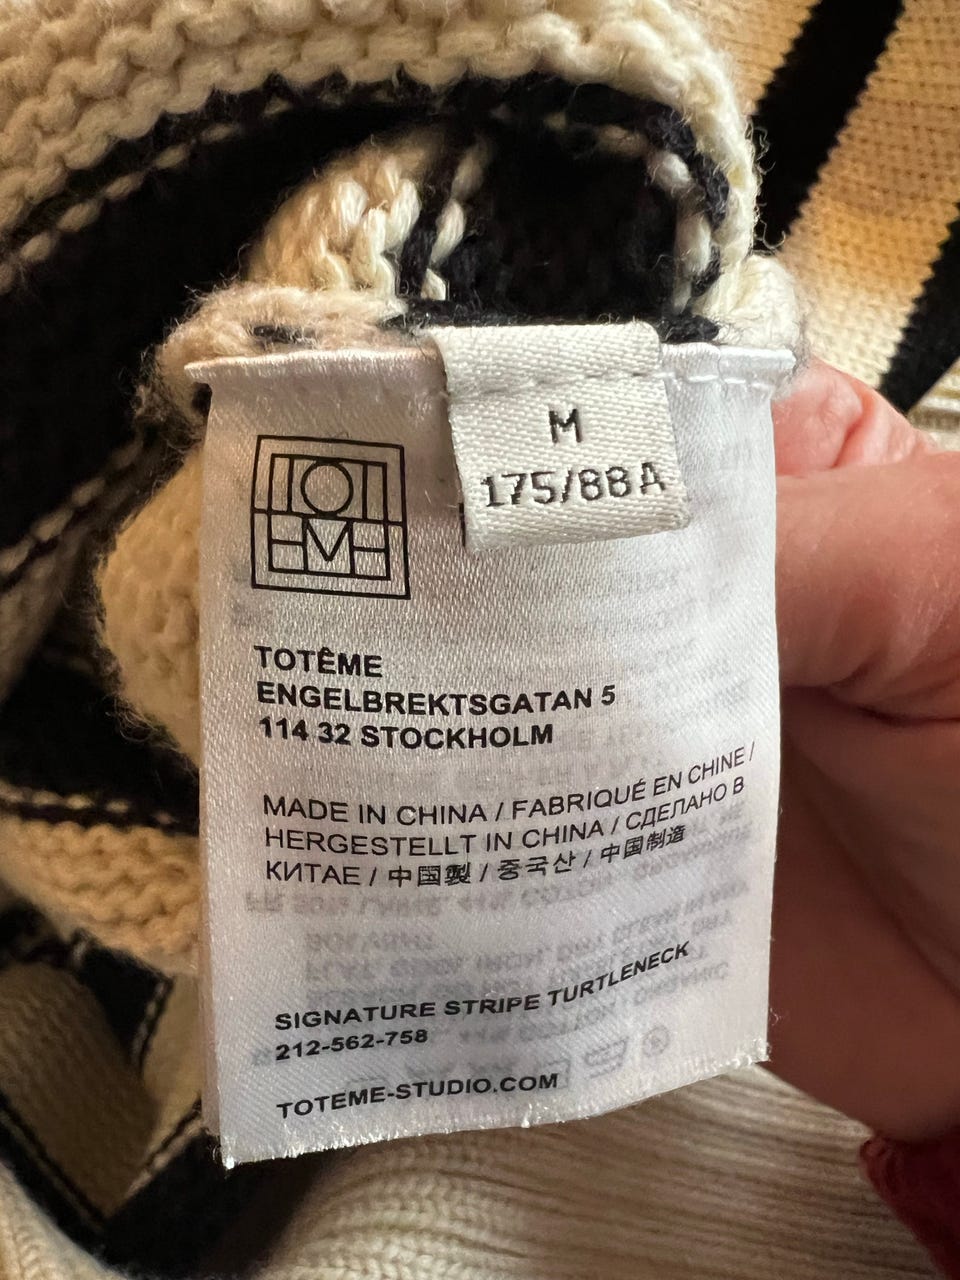 M
175/88A
TOTEME
TOTÊME
ENGELBREKTSGATAN 5
114 32 STOCKHOLM
MADE IN CHINA / FABRIQUÉ EN CHINE /
HERGESTELLT IN CHINA / СДЕЛАНО В
КИТАЕ / 中国製 / 중국산 / 中国制造
SIGNATURE STRIPE TURTLENECK
212-562-758
TOTEME-STUDIO.COM